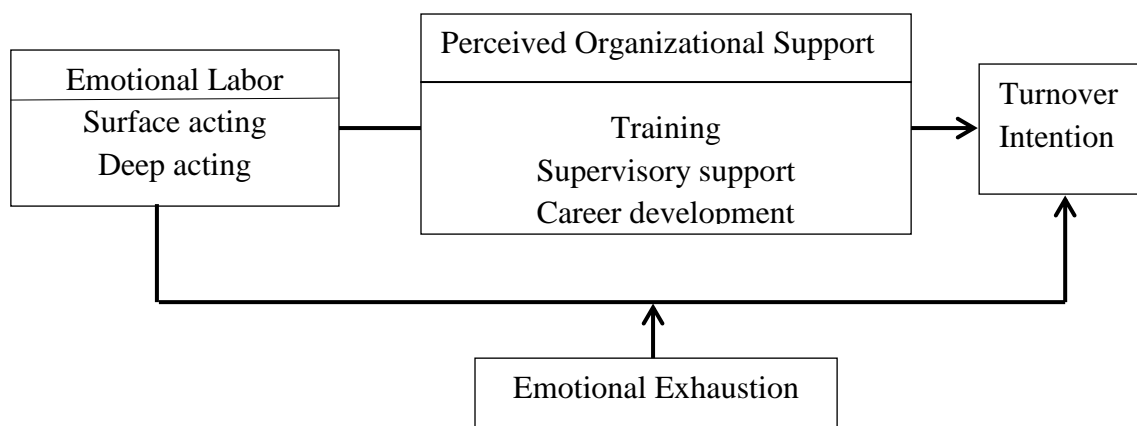 Perceived Organizational Support
Emotional Labor
Surface acting
Deep acting
Training
Supervisory support
Career development
Turnover
Intention
Emotional Exhaustion